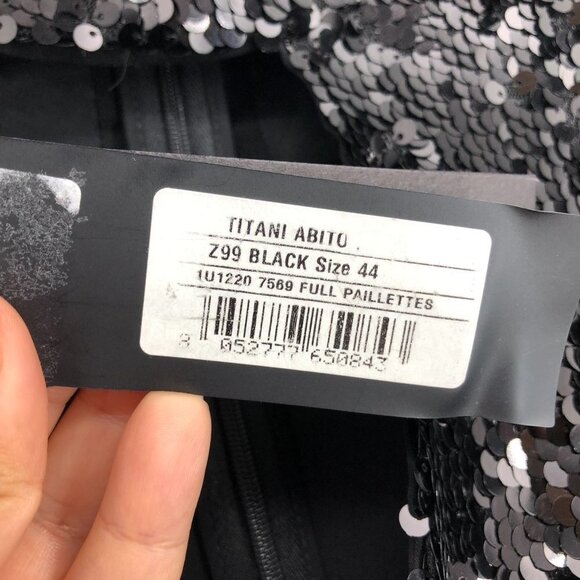 TITANI ABITO .
Z99 BLACK Size 44
1U1220 7569 FULL PAILLETTES
8 052777 650843